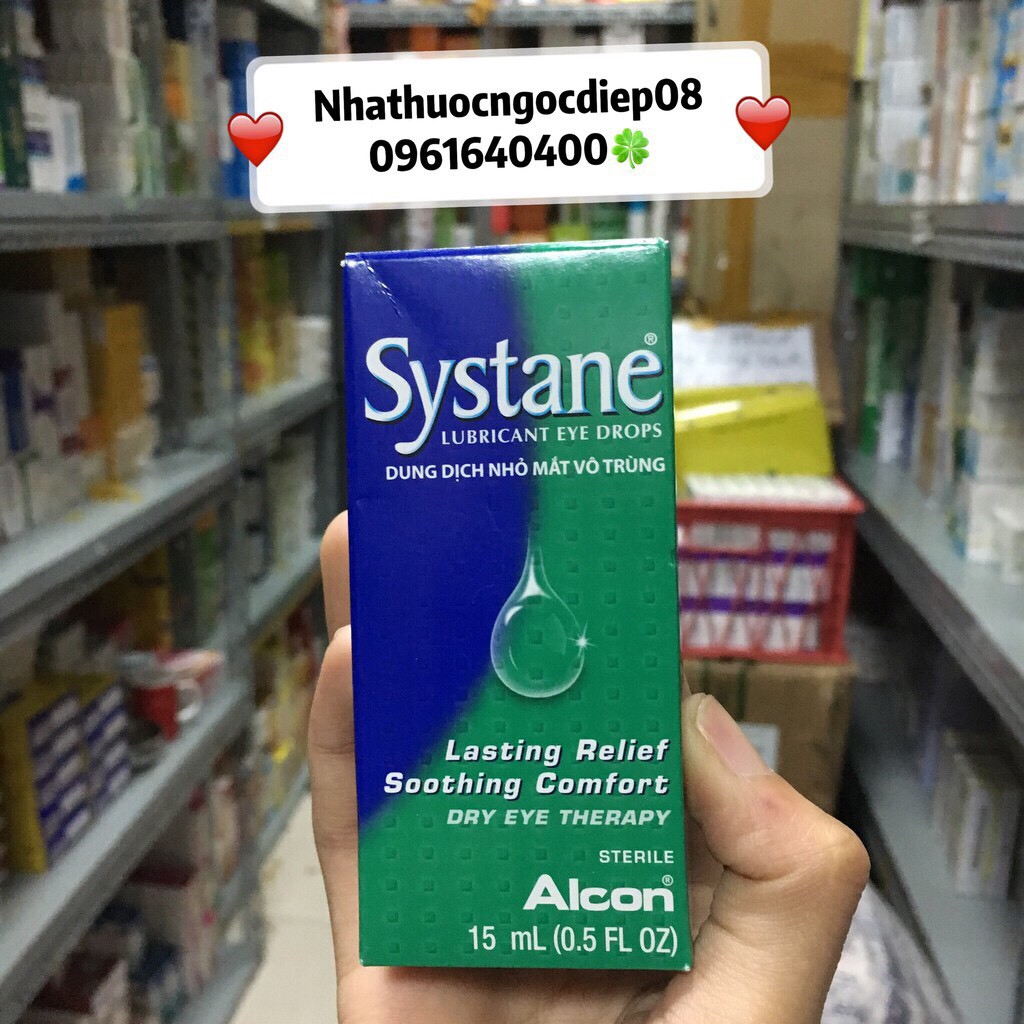 Nhathuocngocdiep08
0961640400🍀
Systane®
LUBRICANT EYE DROPS
DUNG DỊCH NHỎ MẮT VÔ TRÙNG
Lasting Relief
Soothing Comfort
DRY EYE THERAPY
STERILE
Alcon®
15 mL (0.5 FL OZ)